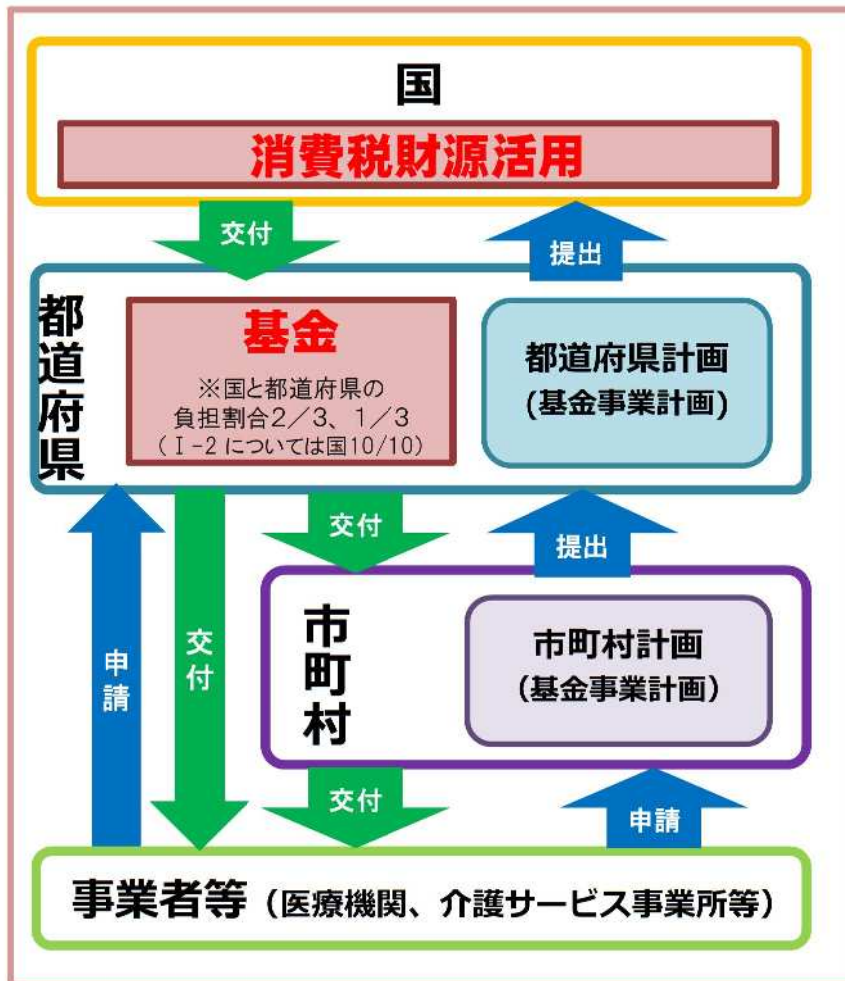 国
消費税財源活用
交付
提出
都道府県
基金
※国と都道府県の
負担割合2／3、1／3
（Ⅰ-2については国10/10）
都道府県計画
(基金事業計画)
交付
提出
申請
交付
市町村
市町村計画
(基金事業計画)
交付
申請
事業者等（医療機関、介護サービス事業所等）